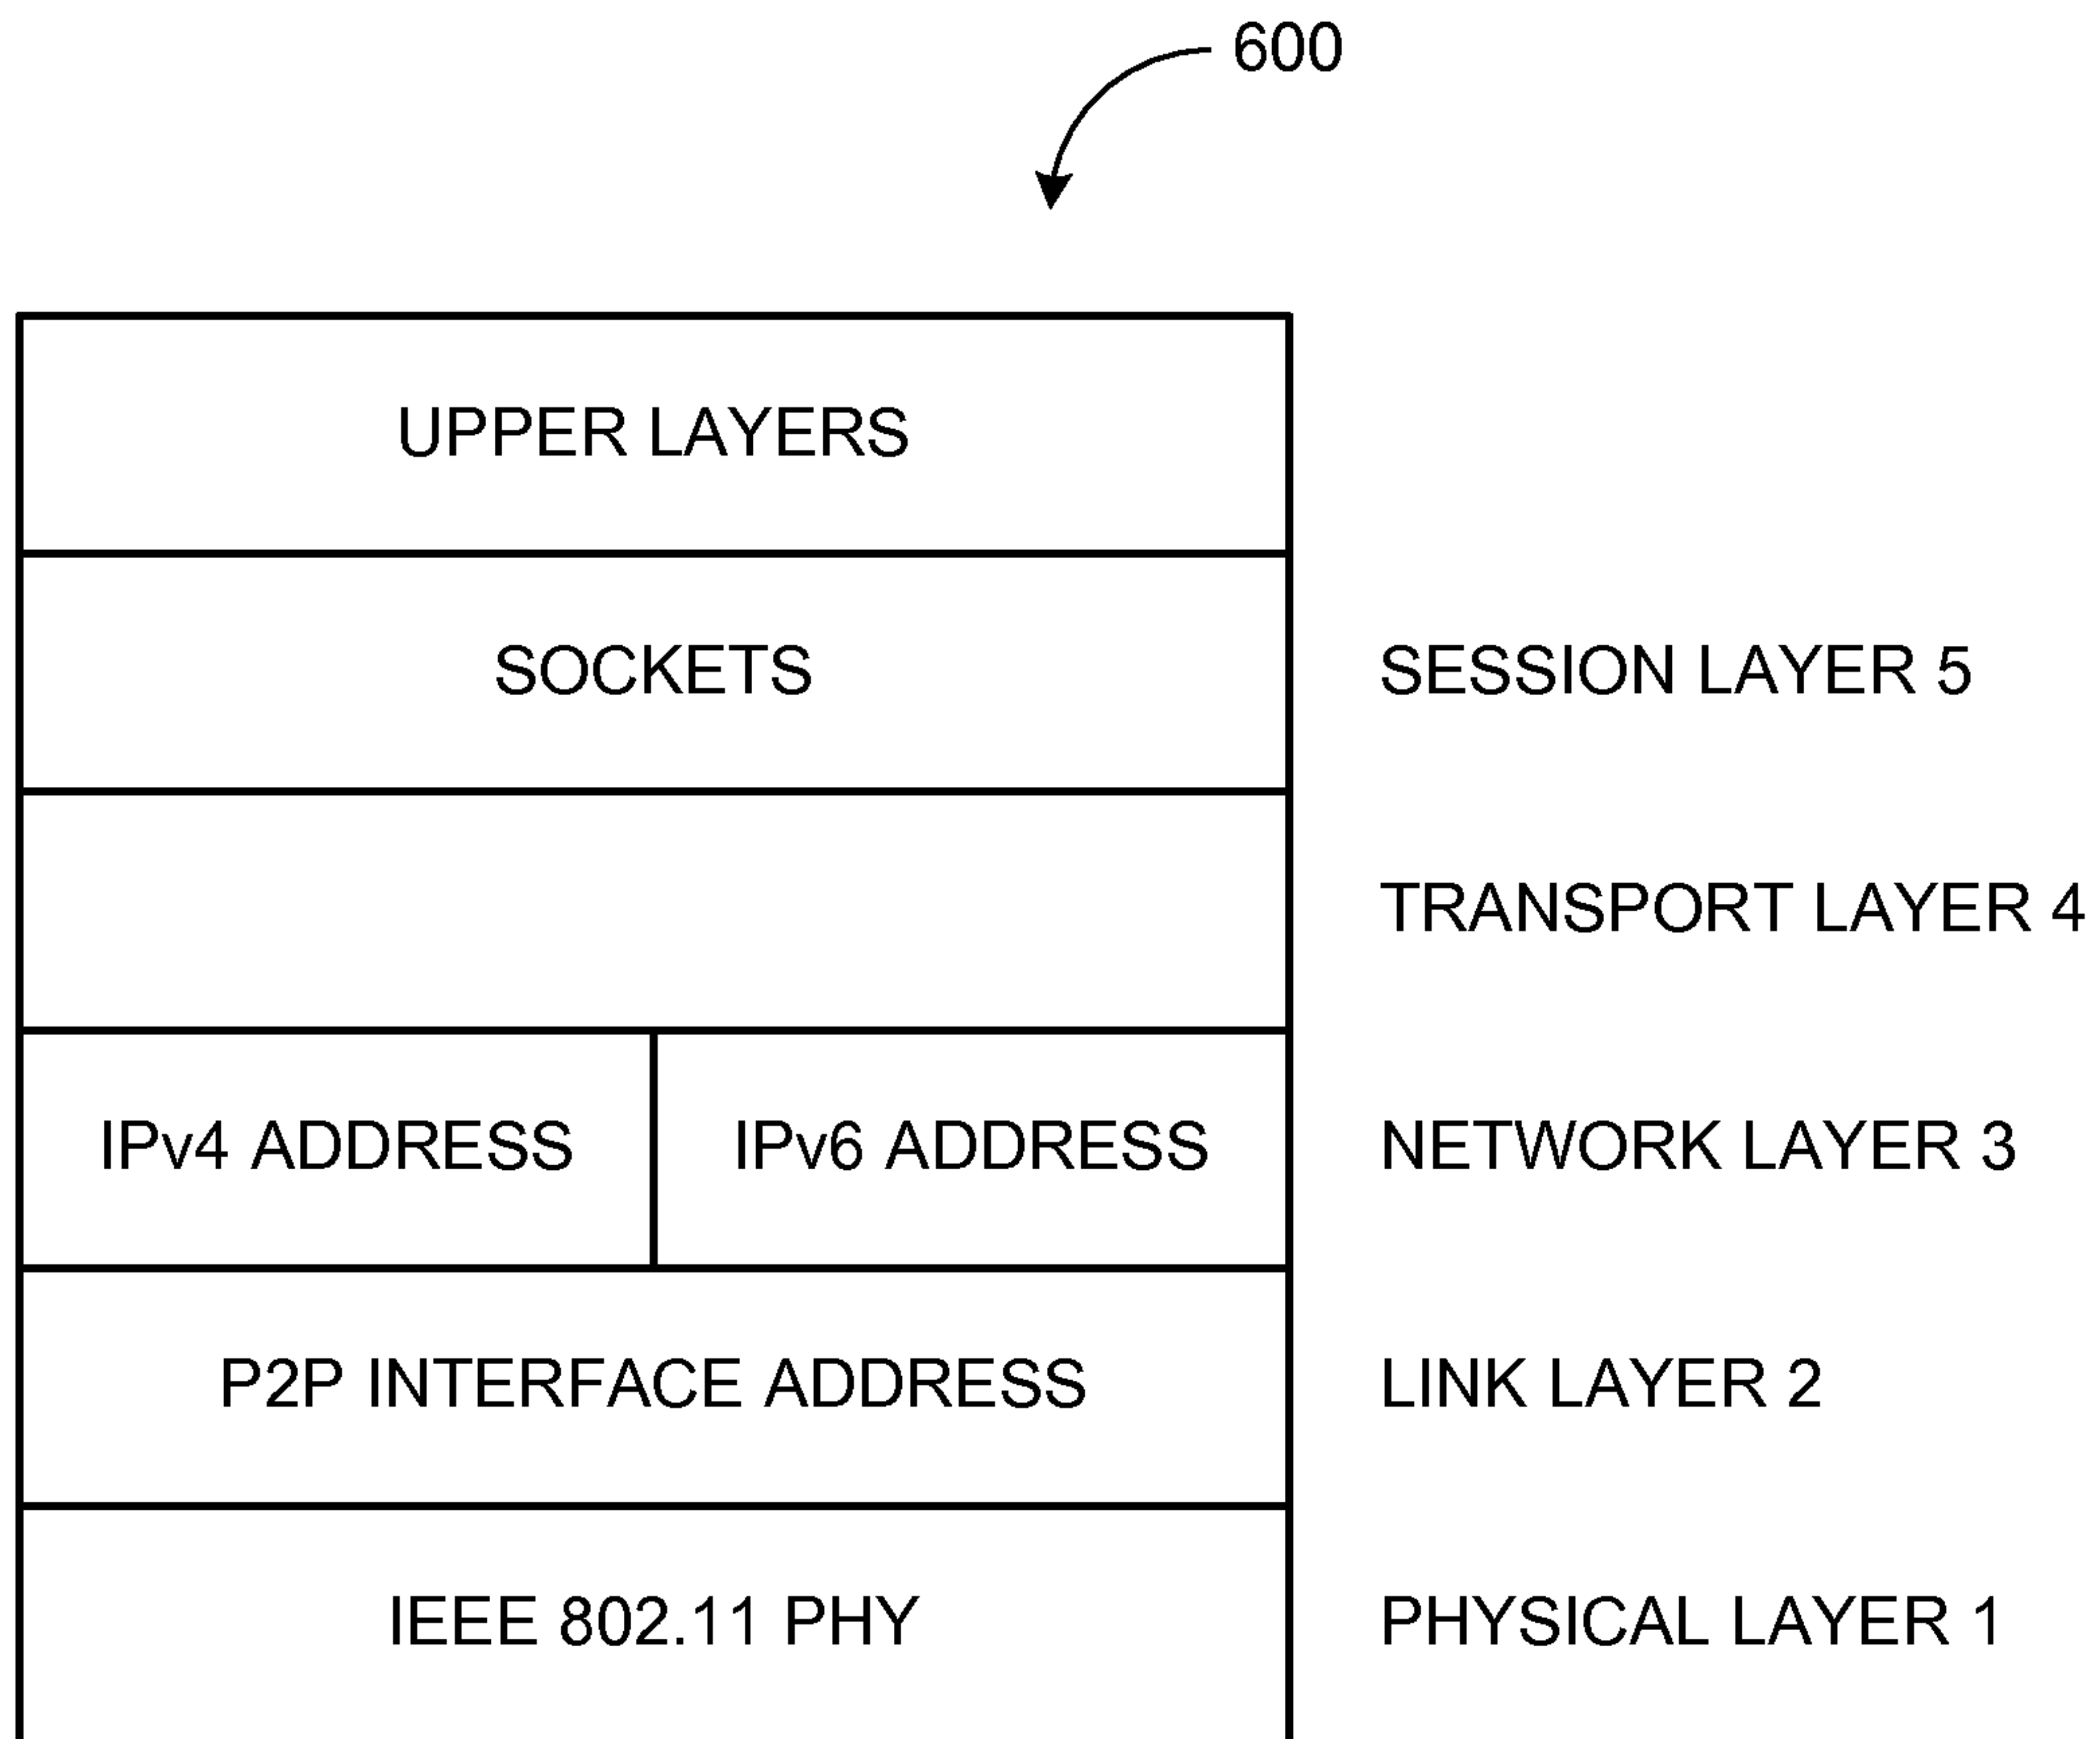 600
UPPER LAYERS
SOCKETS
SESSION LAYER 5
TRANSPORT LAYER 4
IPv4 ADDRESS
IPv6 ADDRESS
NETWORK LAYER 3
P2P INTERFACE ADDRESS
LINK LAYER 2
IEEE 802.11 PHY
PHYSICAL LAYER 1